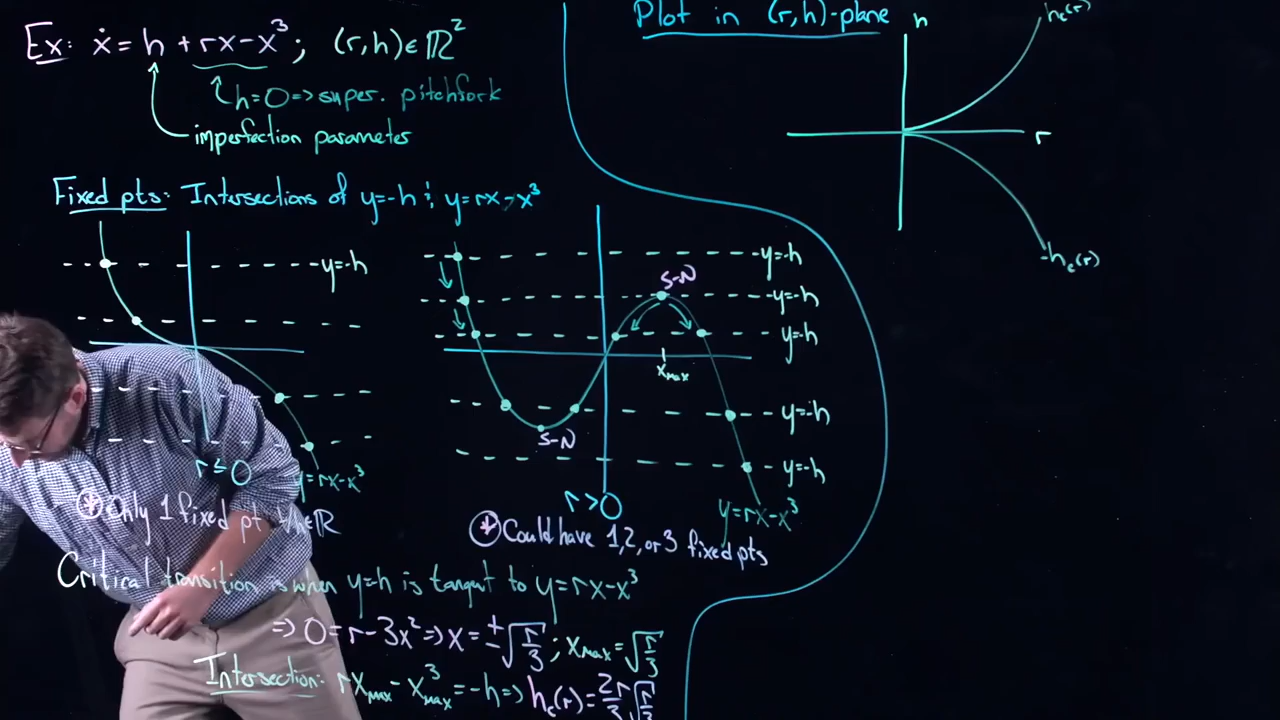 Ex: ẋ = h + rx - x³; (r,h) ∈ ℝ²
h=0 => super. pitchfork
imperfection parameter
Fixed pts: Intersections of y=-h & y=rx-x³
y=-h
r ≤ 0
y=rx-x³
Only 1 fixed pt ∈ℝ
y=-h
S-N
y=-h
y=-h
x_max
y=-h
S-N
y=-h
r > 0
y=rx-x³
* Could have 1, 2, or 3 fixed pts
Critical transition is when y=h is tangent to y=rx-x³
=> 0 = r - 3x² => x = ±√(r/3); x_max = √(r/3)
Intersection: rx_max - x³_max = -h => h_c(r) = 2r/3 √(r/3)
Plot in (r,h)-plane
h
h_c(r)
r
-h_c(r)